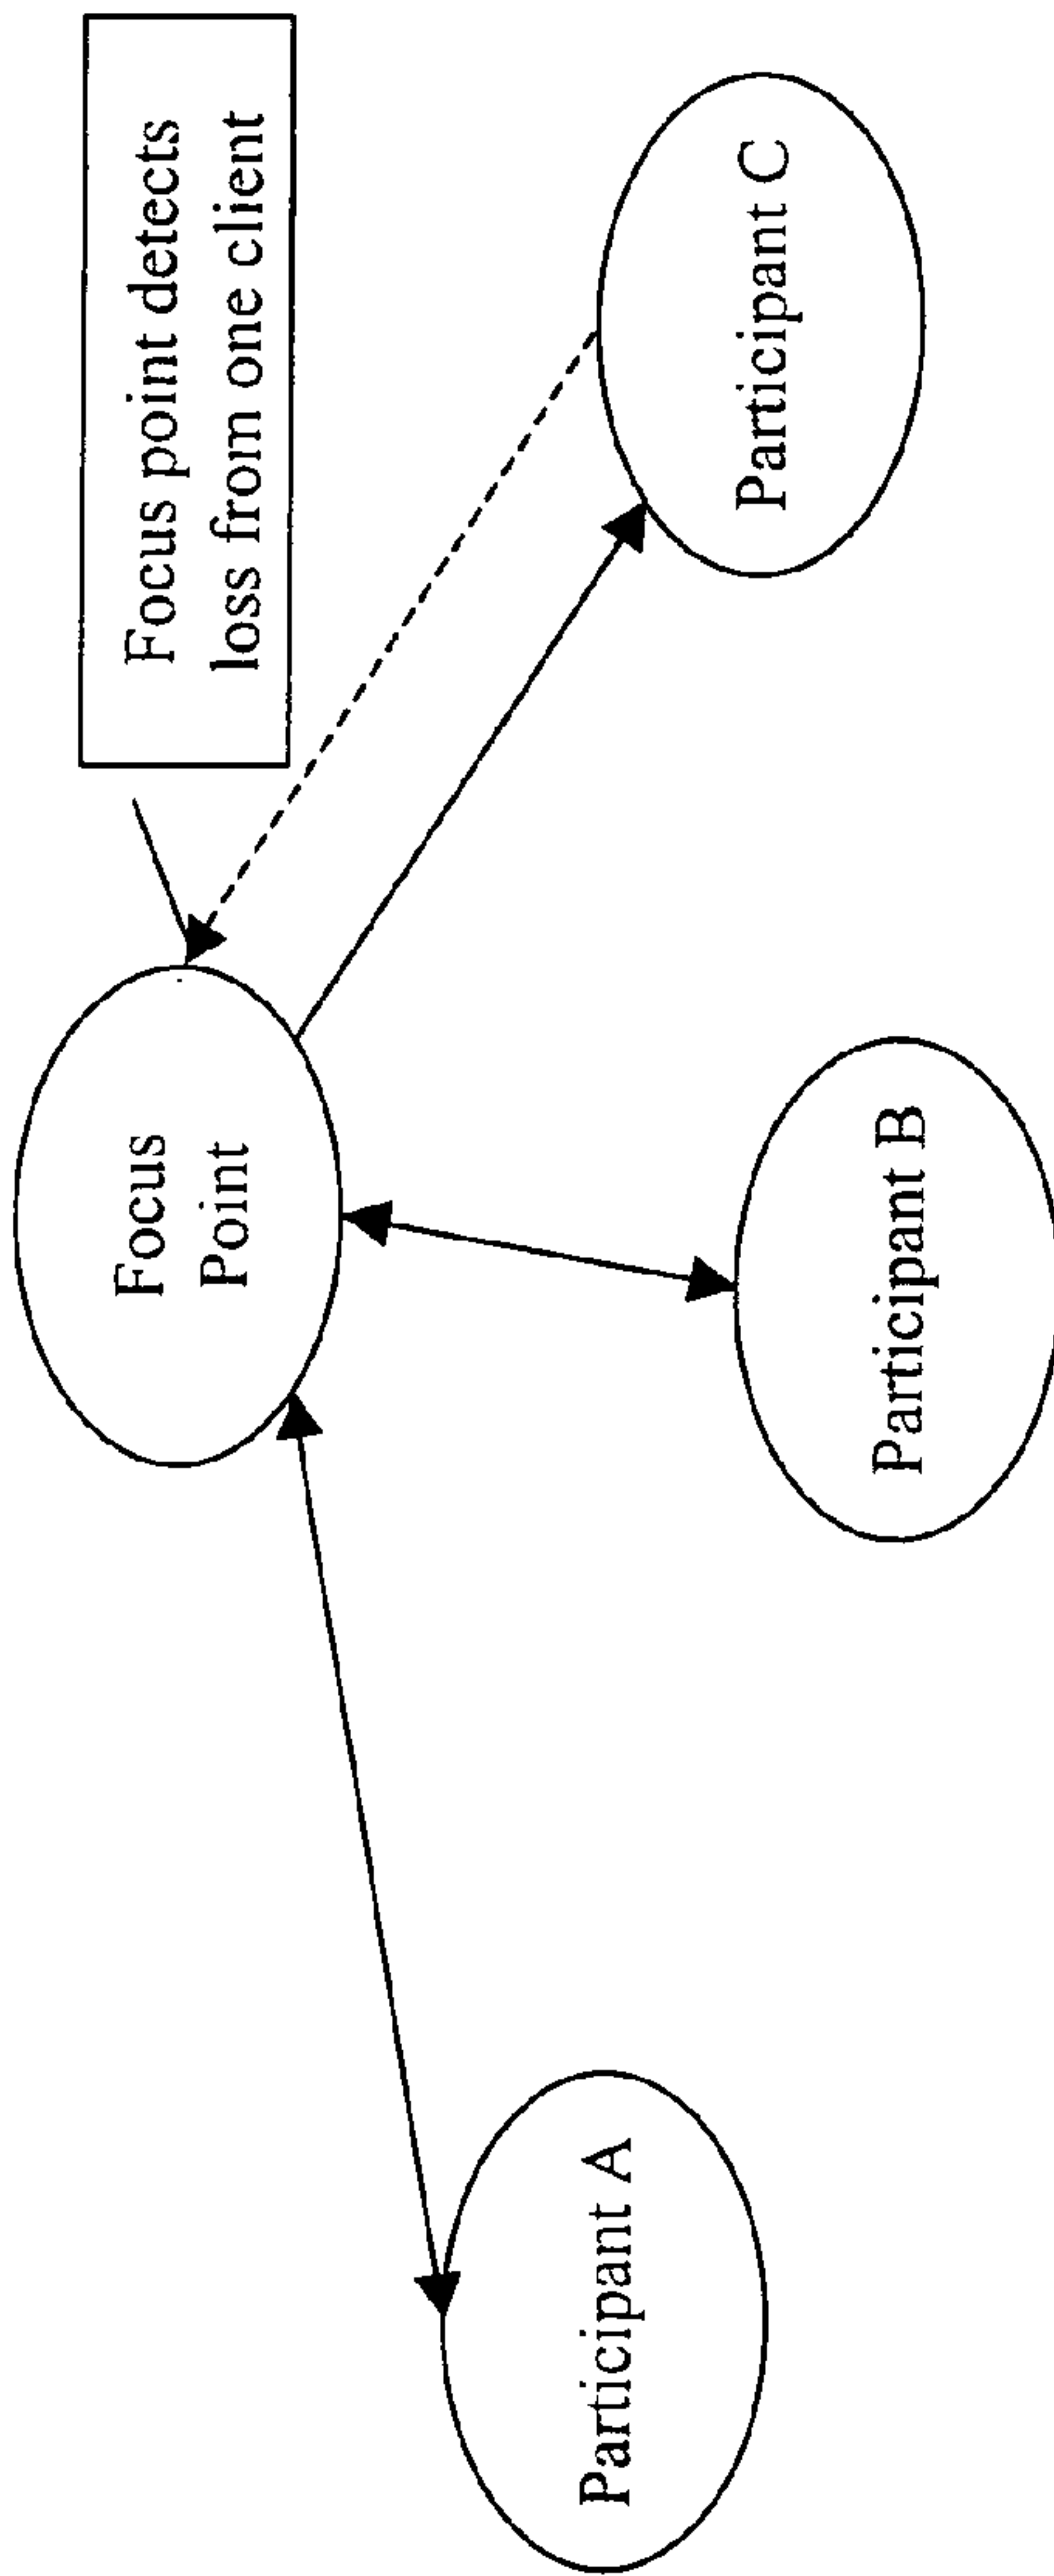 Focus point detects
loss from one client
Focus
Point
Participant A
Participant B
Participant C